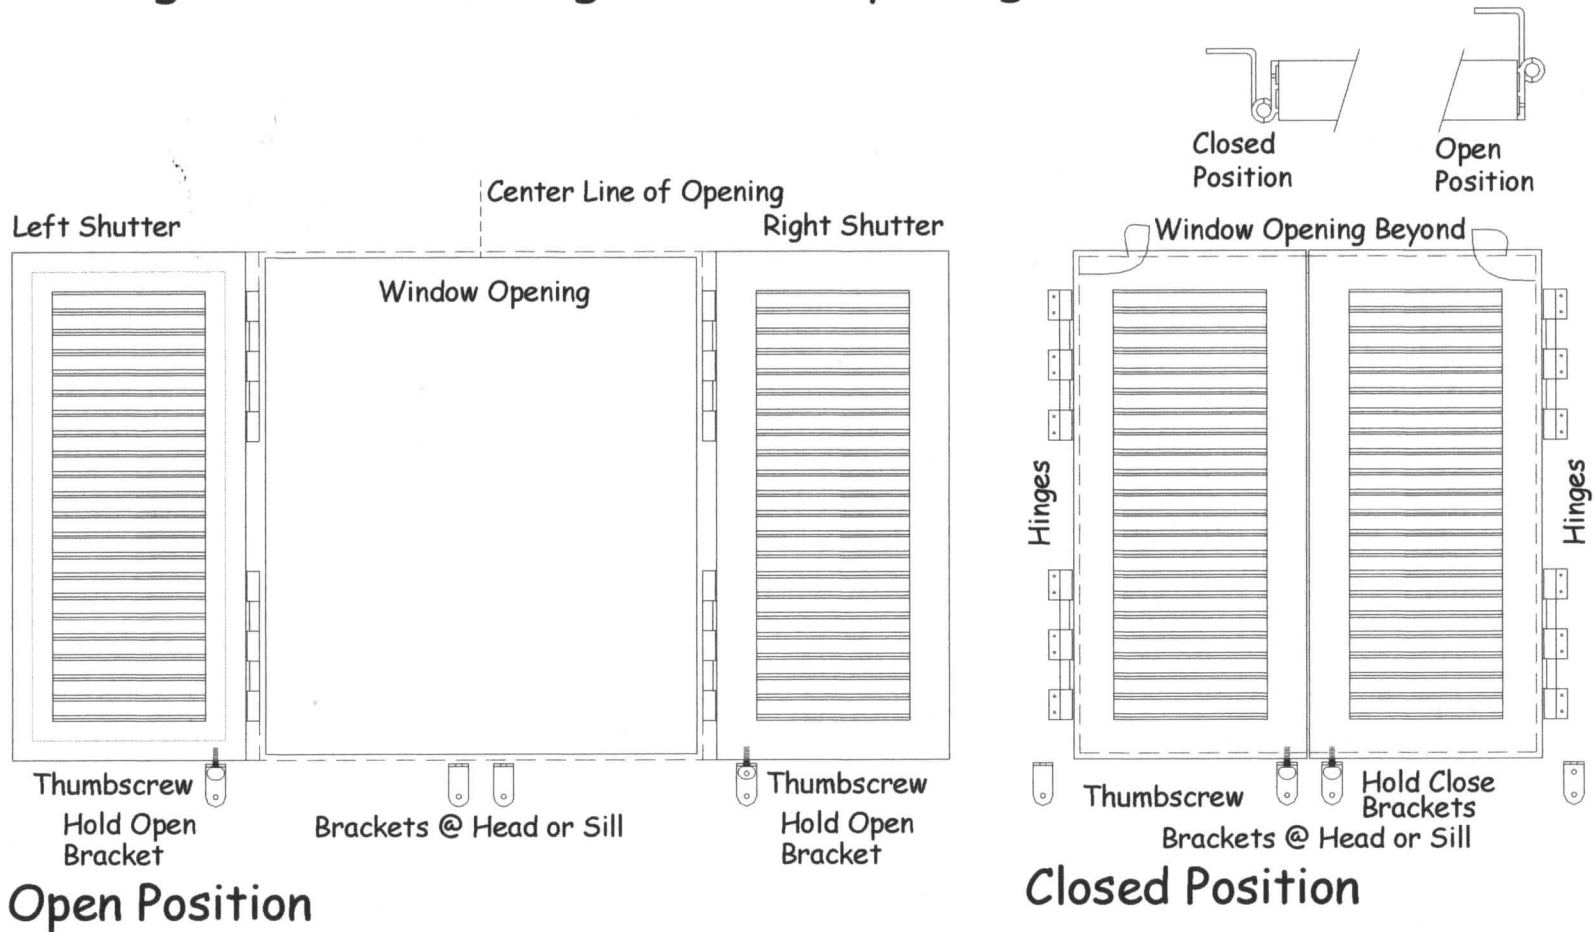 Closed
Position
Open
Position
Center Line of Opening
Left Shutter
Right Shutter
Window Opening
Window Opening Beyond
Hinges
Hinges
Thumbscrew
Hold Open
Bracket
Brackets @ Head or Sill
Thumbscrew
Hold Open
Bracket
Thumbscrew
Hold Close
Brackets
Brackets @ Head or Sill
Open Position
Closed Position